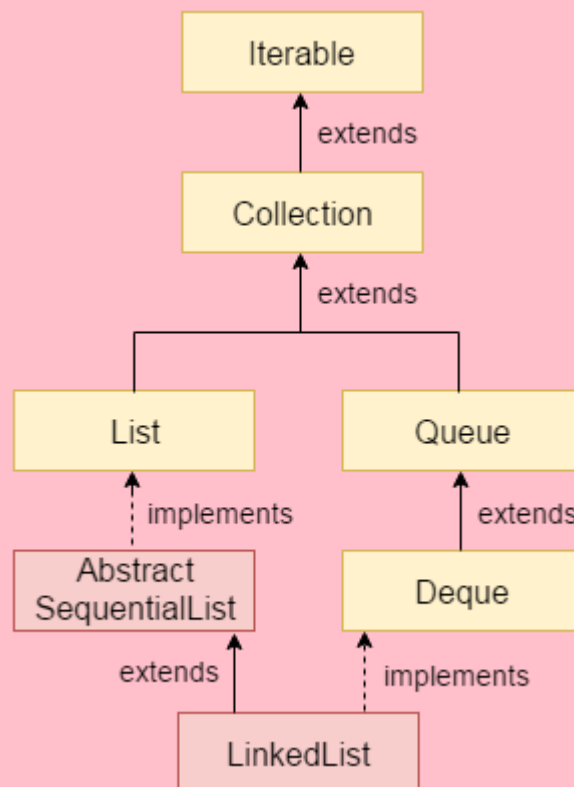 Iterable
extends
Collection
extends
List
Queue
implements
extends
Abstract
SequentialList
Deque
extends
implements
LinkedList